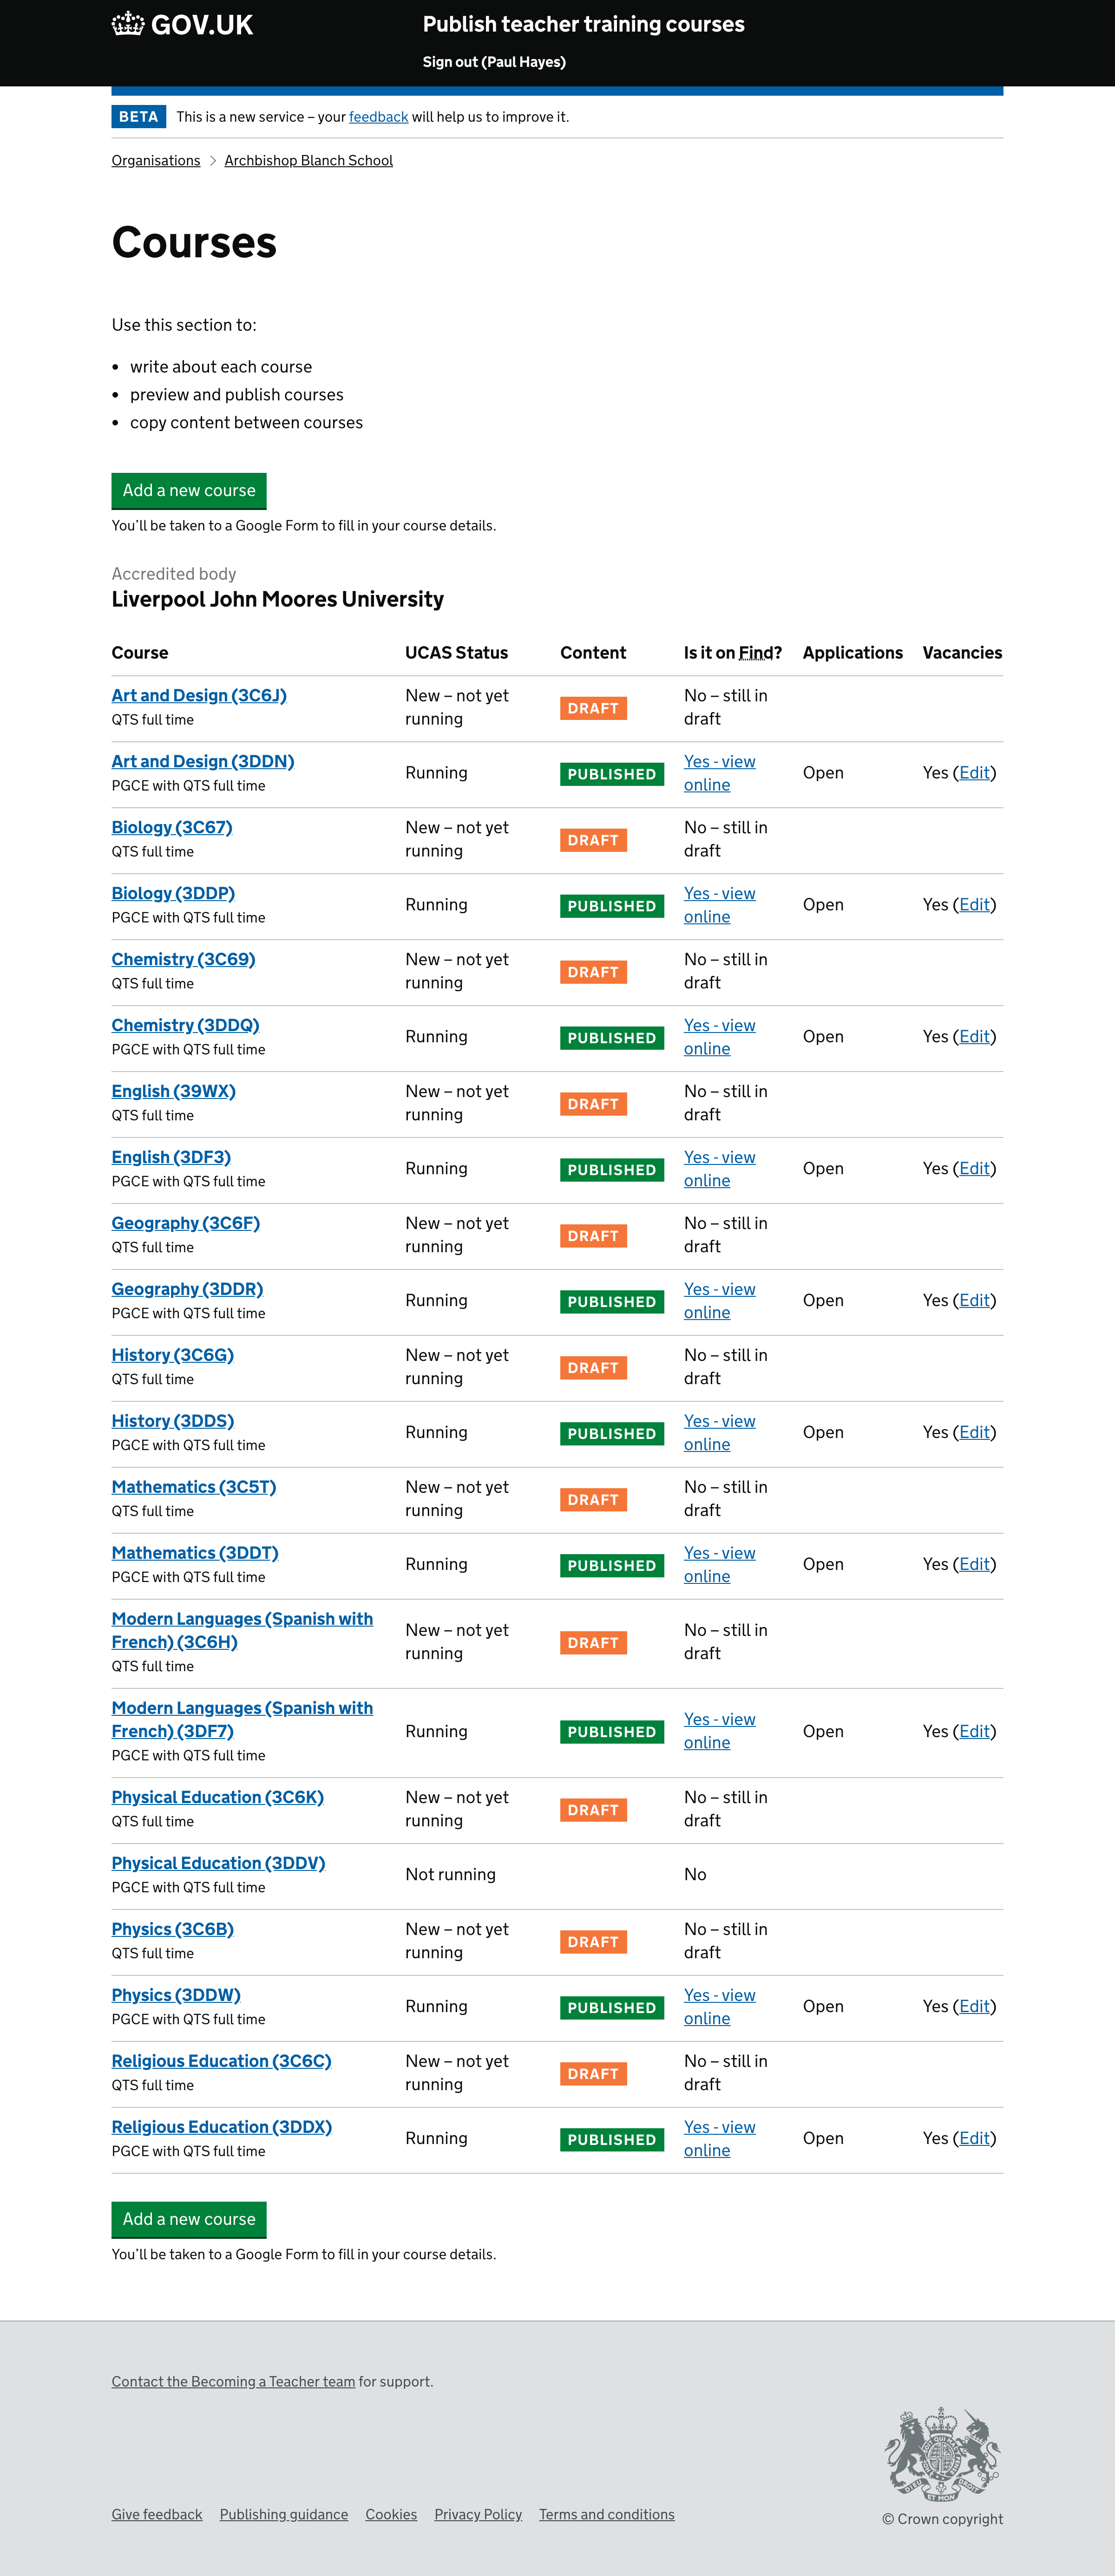 GOV.UK
Publish teacher training courses
Sign out (Paul Hayes)
BETA This is a new service – your feedback will help us to improve it.
Organisations Archbishop Blanch School
Courses
Use this section to:
• write about each course
• preview and publish courses
• copy content between courses
Add a new course
You’ll be taken to a Google Form to fill in your course details.
Accredited body
Liverpool John Moores University
Course UCAS Status Content Is it on Find? Applications Vacancies
Art and Design (3C6J) New – not yet No – still in
QTS full time running DRAFT draft
Art and Design (3DDN) Yes - view
PGCE with QTS full time Running PUBLISHED online Open Yes (Edit)
Biology (3C67) New – not yet No – still in
QTS full time running DRAFT draft
Biology (3DDP) Yes - view
PGCE with QTS full time Running PUBLISHED online Open Yes (Edit)
Chemistry (3C69) New – not yet No – still in
QTS full time running DRAFT draft
Chemistry (3DDQ) Yes - view
PGCE with QTS full time Running PUBLISHED online Open Yes (Edit)
English (39WX) New – not yet No – still in
QTS full time running DRAFT draft
English (3DF3) Yes - view
PGCE with QTS full time Running PUBLISHED online Open Yes (Edit)
Geography (3C6F) New – not yet No – still in
QTS full time running DRAFT draft
Geography (3DDR) Yes - view
PGCE with QTS full time Running PUBLISHED online Open Yes (Edit)
History (3C6G) New – not yet No – still in
QTS full time running DRAFT draft
History (3DDS) Yes - view
PGCE with QTS full time Running PUBLISHED online Open Yes (Edit)
Mathematics (3C5T) New – not yet No – still in
QTS full time running DRAFT draft
Mathematics (3DDT) Yes - view
PGCE with QTS full time Running PUBLISHED online Open Yes (Edit)
Modern Languages (Spanish with New – not yet No – still in
French) (3C6H) running DRAFT draft
QTS full time
Modern Languages (Spanish with Yes - view
French) (3DF7) Running PUBLISHED online Open Yes (Edit)
PGCE with QTS full time
Physical Education (3C6K) New – not yet No – still in
QTS full time running DRAFT draft
Physical Education (3DDV) Not running No
PGCE with QTS full time
Physics (3C6B) New – not yet No – still in
QTS full time running DRAFT draft
Physics (3DDW) Yes - view
PGCE with QTS full time Running PUBLISHED online Open Yes (Edit)
Religious Education (3C6C) New – not yet No – still in
QTS full time running DRAFT draft
Religious Education (3DDX) Yes - view
PGCE with QTS full time Running PUBLISHED online Open Yes (Edit)
Add a new course
You’ll be taken to a Google Form to fill in your course details.
Contact the Becoming a Teacher team for support.
DIEU ET MON DROIT
Give feedback Publishing guidance Cookies Privacy Policy Terms and conditions
© Crown copyright